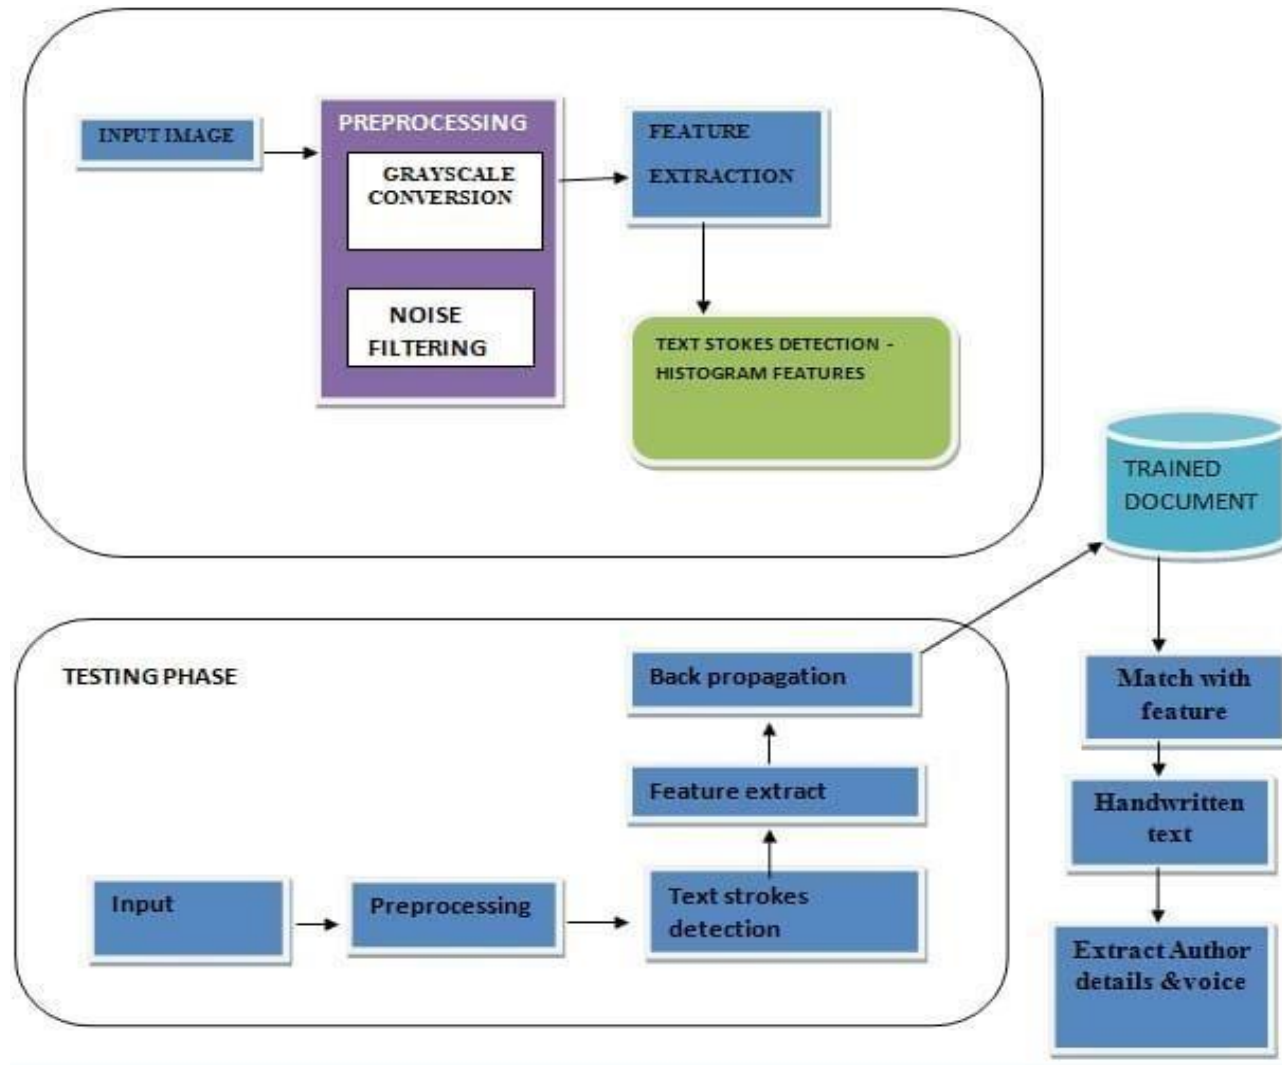 INPUT IMAGE
PREPROCESSING
GRAYSCALE
CONVERSION
NOISE
FILTERING
FEATURE
EXTRACTION
TEXT STOKES DETECTION -
HISTOGRAM FEATURES
TRAINED
DOCUMENT
TESTING PHASE
Back propagation
Feature extract
Input
Preprocessing
Text strokes
detection
Match with
feature
Handwritten
text
Extract Author
details &voice